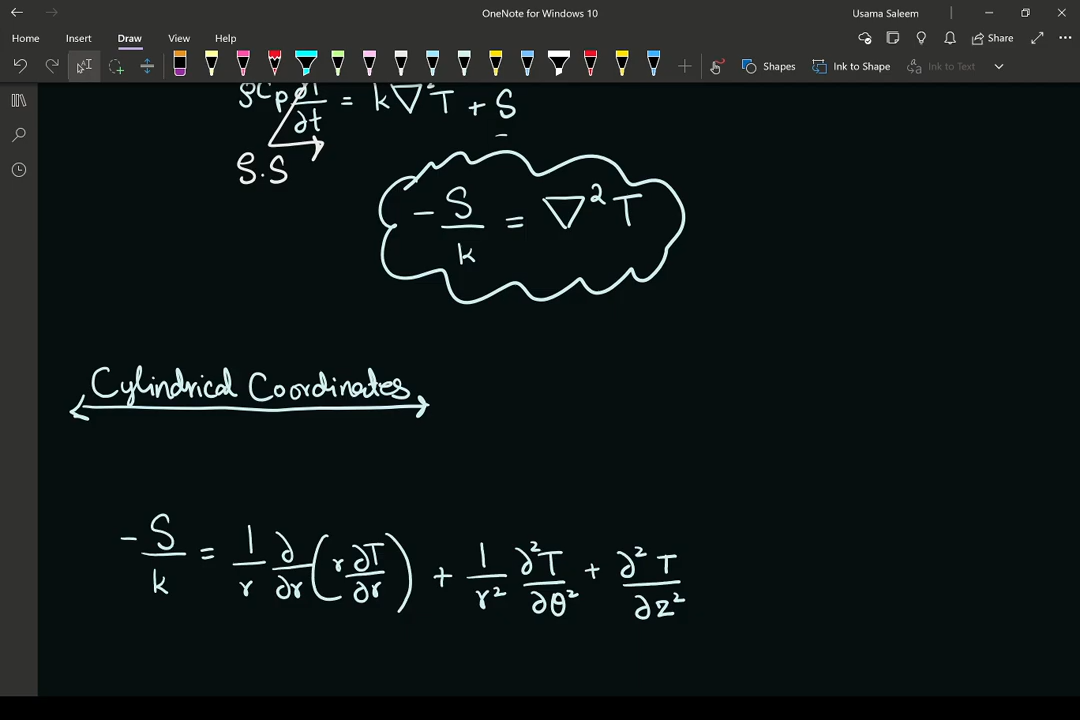 OneNote for Windows 10
Usama Saleem
Home Insert Draw View Help
Share
Shapes Ink to Shape Ink to Text
ρCp ∂T/∂t = k∇²T + S
S.S
-S/k = ∇²T
Cylindrical Coordinates
-S/k = 1/r ∂/∂r (r ∂T/∂r) + 1/r² ∂²T/∂θ² + ∂²T/∂z²